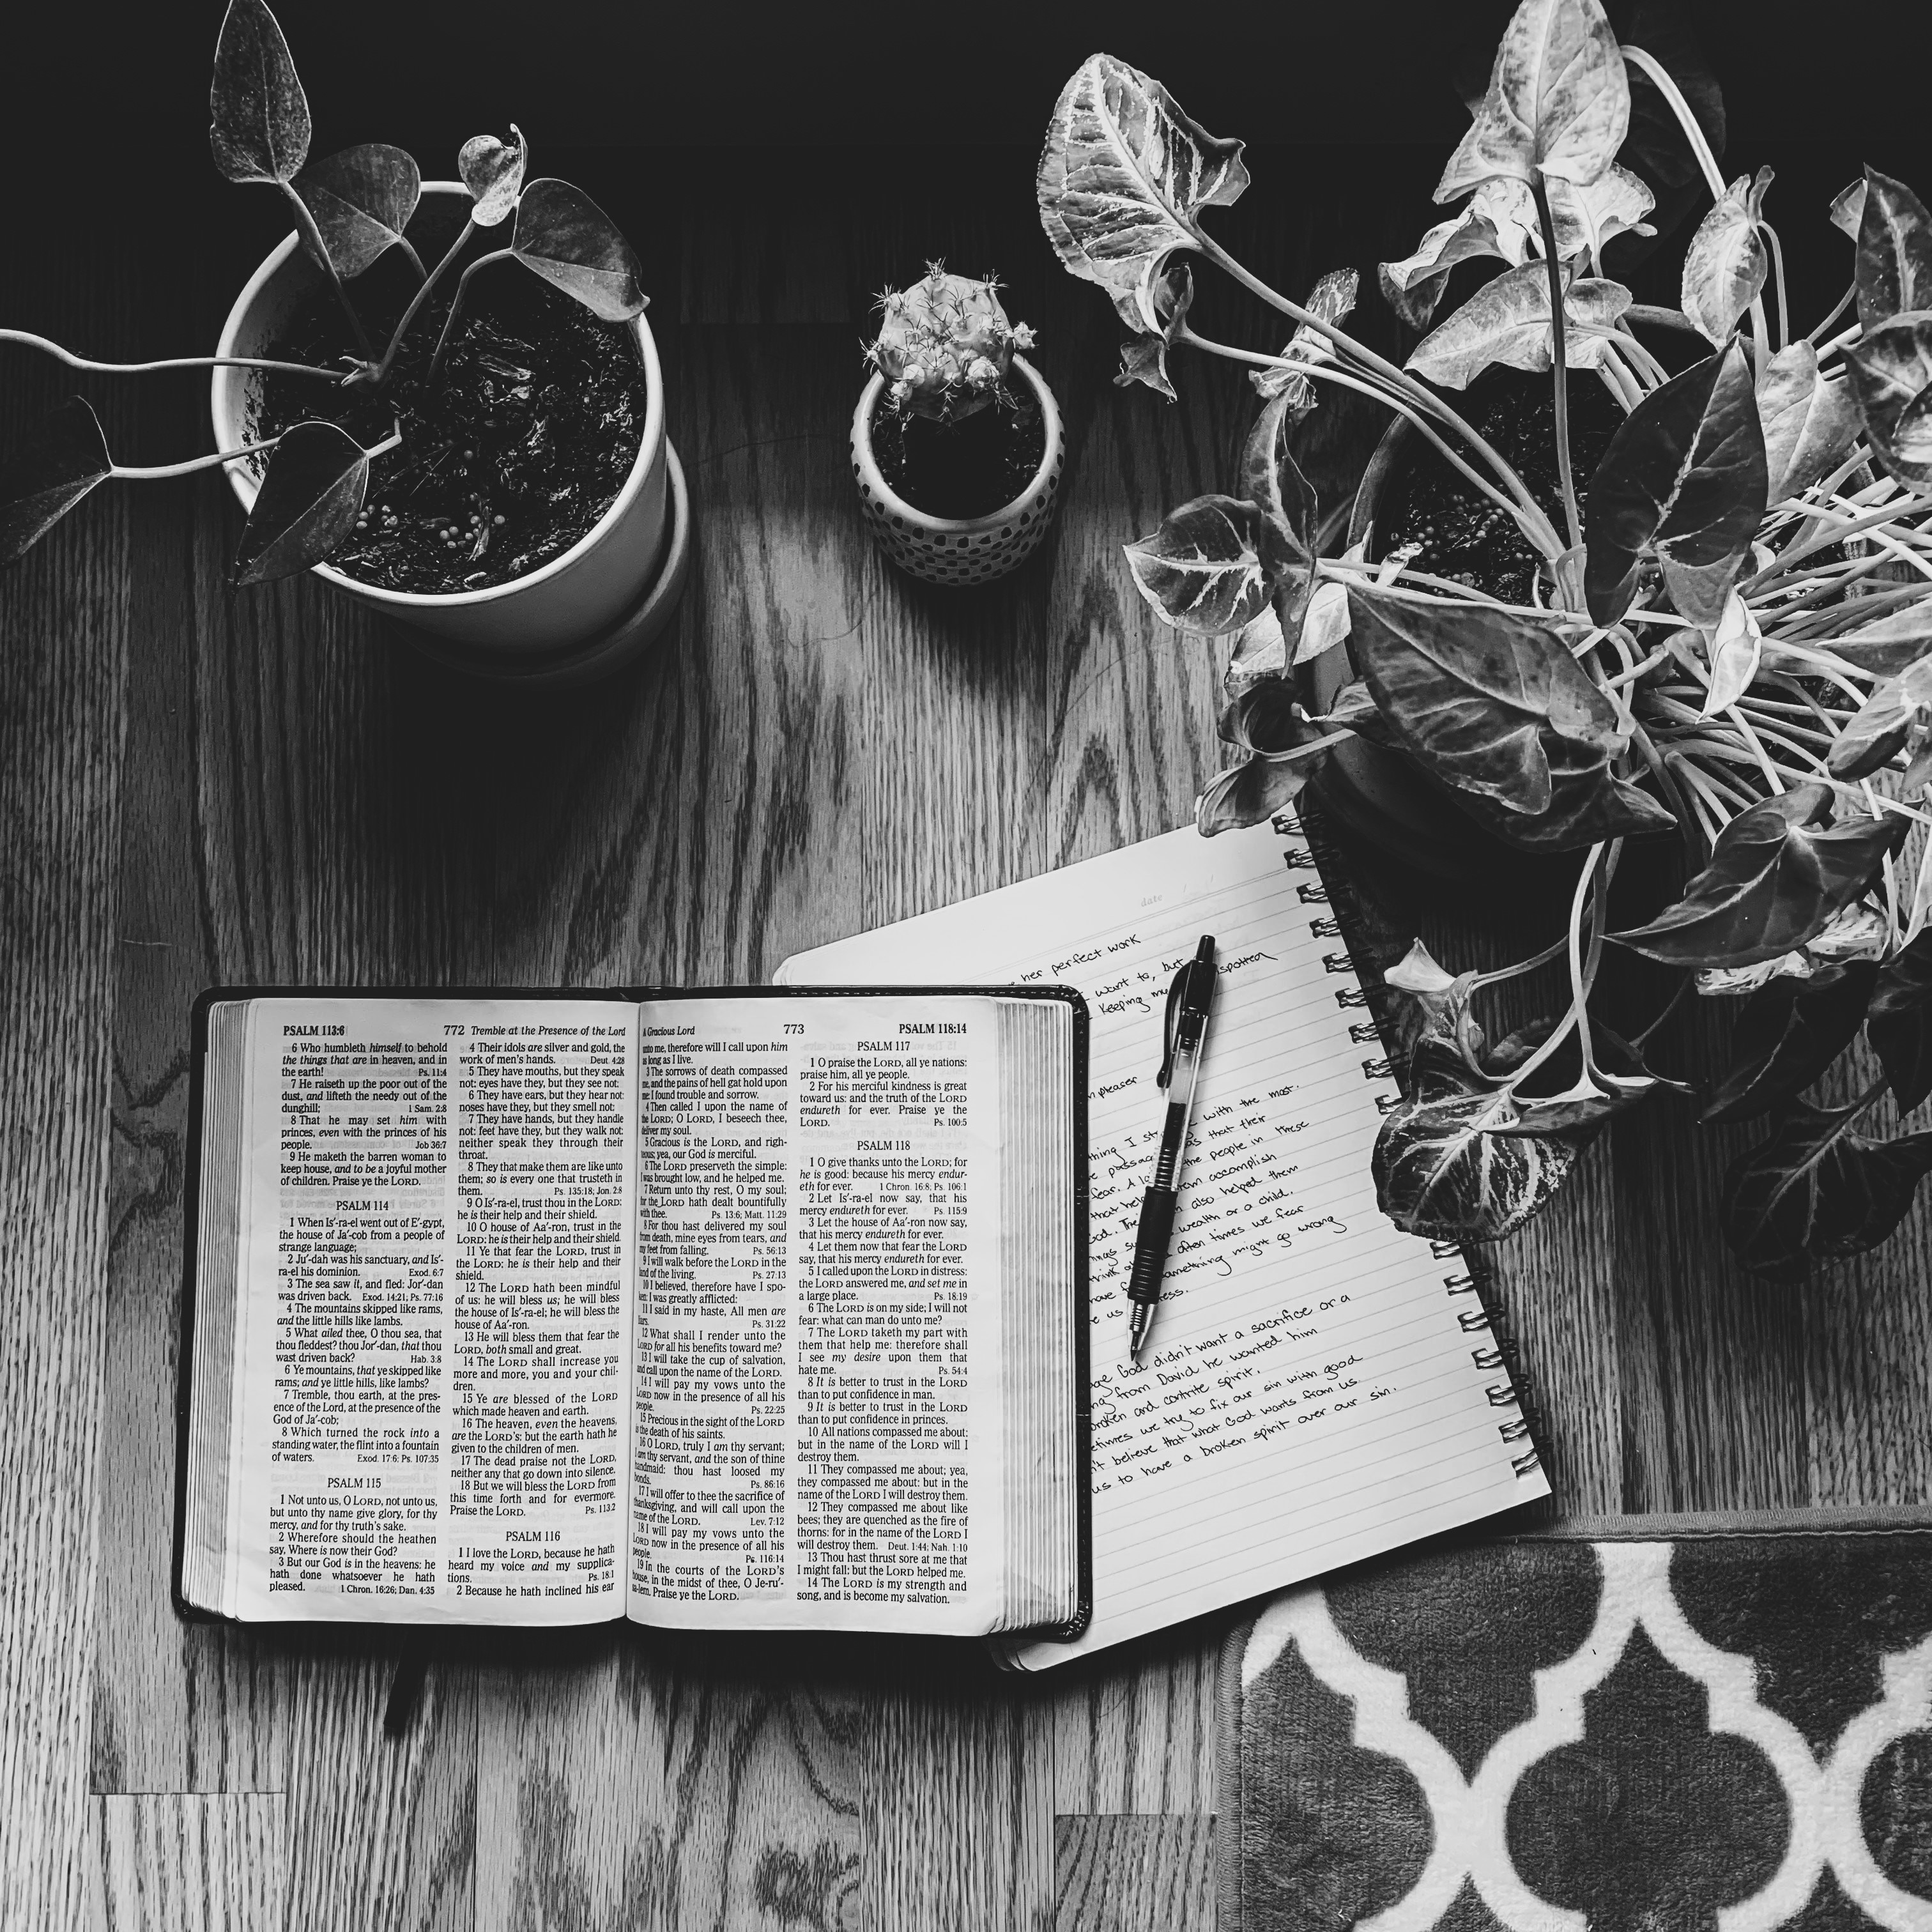 PSALM 113:6
772 Tremble at the Presence of the Lord
6 Who humbleth himself to behold
the things that are in heaven, and in
the earth! Ps. 11:4
7 He raiseth up the poor out of the
dust, and lifteth the needy out of the
dunghill; 1 Sam. 2:8
8 That he may set him with
princes, even with the princes of his
people. Job 36:7
9 He maketh the barren woman to
keep house, and to be a joyful mother
of children. Praise ye the LORD.
PSALM 114
1 When Is'-ra-el went out of E'-gypt,
the house of Ja'-cob from a people of
strange language;
2 Ju'-dah was his sanctuary, and Is'-
ra-el his dominion. Exod. 6:7
3 The sea saw it, and fled: Jor'-dan
was driven back. Exod. 14:21; Ps. 77:16
4 The mountains skipped like rams,
and the little hills like lambs.
5 What ailed thee, O thou sea, that
thou fleddest? thou Jor'-dan, that thou
wast driven back? Hab. 3:8
6 Ye mountains, that ye skipped like
rams; and ye little hills, like lambs?
7 Tremble, thou earth, at the pres-
ence of the Lord, at the presence of the
God of Ja'-cob;
8 Which turned the rock into a
standing water, the flint into a fountain
of waters. Exod. 17:6; Ps. 107:35
PSALM 115
1 Not unto us, O LORD, not unto us,
but unto thy name give glory, for thy
mercy, and for thy truth's sake.
2 Wherefore should the heathen
say, Where is now their God?
3 But our God is in the heavens: he
hath done whatsoever he hath
pleased. 1 Chron. 16:26; Dan. 4:35
4 Their idols are silver and gold, the
work of men's hands. Deut. 4:28
5 They have mouths, but they speak
not: eyes have they, but they see not:
6 They have ears, but they hear not:
noses have they, but they smell not:
7 They have hands, but they handle
not: feet have they, but they walk not:
neither speak they through their
throat.
8 They that make them are like unto
them; so is every one that trusteth in
them. Ps. 135:18; Jon. 2:8
9 O Is'-ra-el, trust thou in the LORD:
he is their help and their shield.
10 O house of Aa'-ron, trust in the
LORD: he is their help and their shield.
11 Ye that fear the LORD, trust in
the LORD: he is their help and their
shield.
12 The LORD hath been mindful
of us: he will bless us; he will bless
the house of Is'-ra-el; he will bless the
house of Aa'-ron.
13 He will bless them that fear the
LORD, both small and great.
14 The LORD shall increase you
more and more, you and your chil-
dren.
15 Ye are blessed of the LORD
which made heaven and earth.
16 The heaven, even the heavens,
are the LORD's: but the earth hath he
given to the children of men.
17 The dead praise not the LORD,
neither any that go down into silence.
18 But we will bless the LORD from
this time forth and for evermore.
Praise the LORD. Ps. 113:2
PSALM 116
1 I love the LORD, because he hath
heard my voice and my supplica-
tions. Ps. 18:1
2 Because he hath inclined his ear
A Gracious Lord
773
PSALM 118:14
unto me, therefore will I call upon him
as long as I live.
3 The sorrows of death compassed
me, and the pains of hell gat hold upon
me: I found trouble and sorrow.
4 Then called I upon the name of
the LORD; O LORD, I beseech thee,
deliver my soul.
5 Gracious is the LORD, and righ-
teous; yea, our God is merciful.
6 The LORD preserveth the simple:
I was brought low, and he helped me.
7 Return unto thy rest, O my soul;
for the LORD hath dealt bountifully
with thee. Ps. 13:6; Matt. 11:29
8 For thou hast delivered my soul
from death, mine eyes from tears, and
my feet from falling. Ps. 56:13
9 I will walk before the LORD in the
land of the living. Ps. 27:13
10 I believed, therefore have I spo-
ken: I was greatly afflicted:
11 I said in my haste, All men are
liars. Ps. 31:22
12 What shall I render unto the
LORD for all his benefits toward me?
13 I will take the cup of salvation,
and call upon the name of the LORD.
14 I will pay my vows unto the
LORD now in the presence of all his
people. Ps. 22:25
15 Precious in the sight of the LORD
is the death of his saints.
16 O LORD, truly I am thy servant;
I am thy servant, and the son of thine
handmaid: thou hast loosed my
bonds. Ps. 86:16
17 I will offer to thee the sacrifice of
thanksgiving, and will call upon the
name of the LORD. Lev. 7:12
18 I will pay my vows unto the
LORD now in the presence of all his
people. Ps. 116:14
19 In the courts of the LORD's
house, in the midst of thee, O Je-ru'-
sa-lem. Praise ye the LORD.
PSALM 117
1 O praise the LORD, all ye nations:
praise him, all ye people.
2 For his merciful kindness is great
toward us: and the truth of the LORD
endureth for ever. Praise ye the
LORD. Ps. 100:5
PSALM 118
1 O give thanks unto the LORD; for
he is good: because his mercy endur-
eth for ever. 1 Chron. 16:8; Ps. 106:1
2 Let Is'-ra-el now say, that his
mercy endureth for ever. Ps. 115:9
3 Let the house of Aa'-ron now say,
that his mercy endureth for ever.
4 Let them now that fear the LORD
say, that his mercy endureth for ever.
5 I called upon the LORD in distress:
the LORD answered me, and set me in
a large place. Ps. 18:19
6 The LORD is on my side; I will not
fear: what can man do unto me?
7 The LORD taketh my part with
them that help me: therefore shall
I see my desire upon them that
hate me. Ps. 54:4
8 It is better to trust in the LORD
than to put confidence in man.
9 It is better to trust in the LORD
than to put confidence in princes.
10 All nations compassed me about:
but in the name of the LORD will I
destroy them.
11 They compassed me about; yea,
they compassed me about: but in the
name of the LORD I will destroy them.
12 They compassed me about like
bees; they are quenched as the fire of
thorns: for in the name of the LORD I
will destroy them. Deut. 1:44; Nah. 1:10
13 Thou hast thrust sore at me that
I might fall: but the LORD helped me.
14 The LORD is my strength and
song, and is become my salvation.
date / /
her perfect work
want to, but spotted
Keeping
pleaser
thing I with the most.
as that their
fear. A the people in these
that accomplish
God. also helped them
wealth or a child.
often times we fear
something might go wrong
us
God didn't want a sacrifice or a
from David he wanted him
broken and contrite spirit.
we try to fix our sin with good
believe that what God wants from us
us to have a broken spirit over our sin.